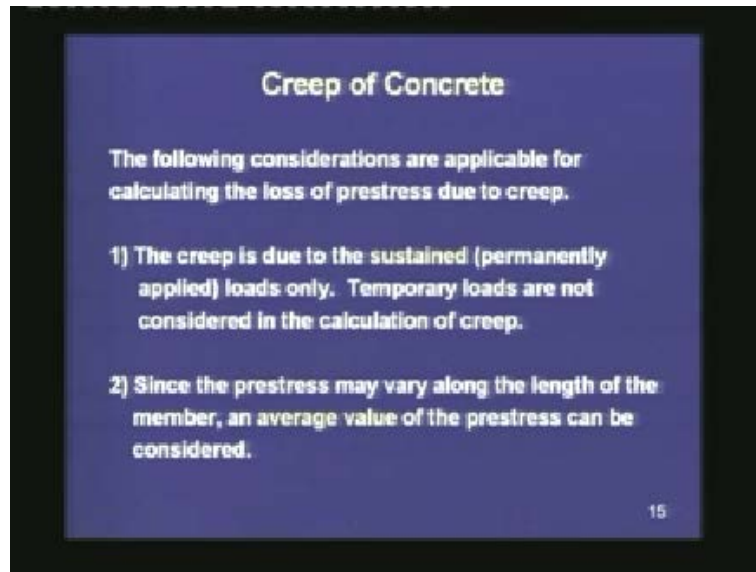 Creep of Concrete
The following considerations are applicable for
calculating the loss of prestress due to creep.
1) The creep is due to the sustained (permanently
applied) loads only. Temporary loads are not
considered in the calculation of creep.
2) Since the prestress may vary along the length of the
member, an average value of the prestress can be
considered.
15